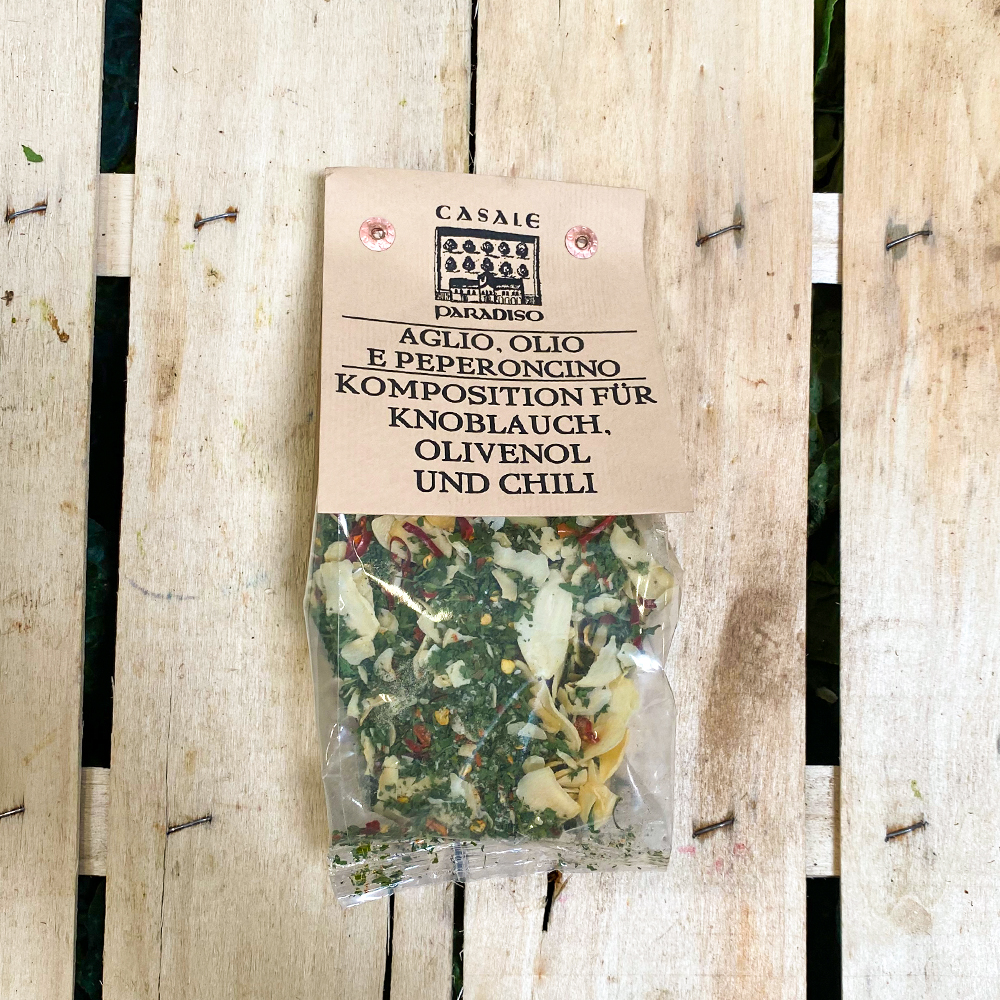 CASALE
PARADISO
AGLIO, OLIO
E PEPERONCINO
KOMPOSITION FÜR
KNOBLAUCH,
OLIVENOL
UND CHILI